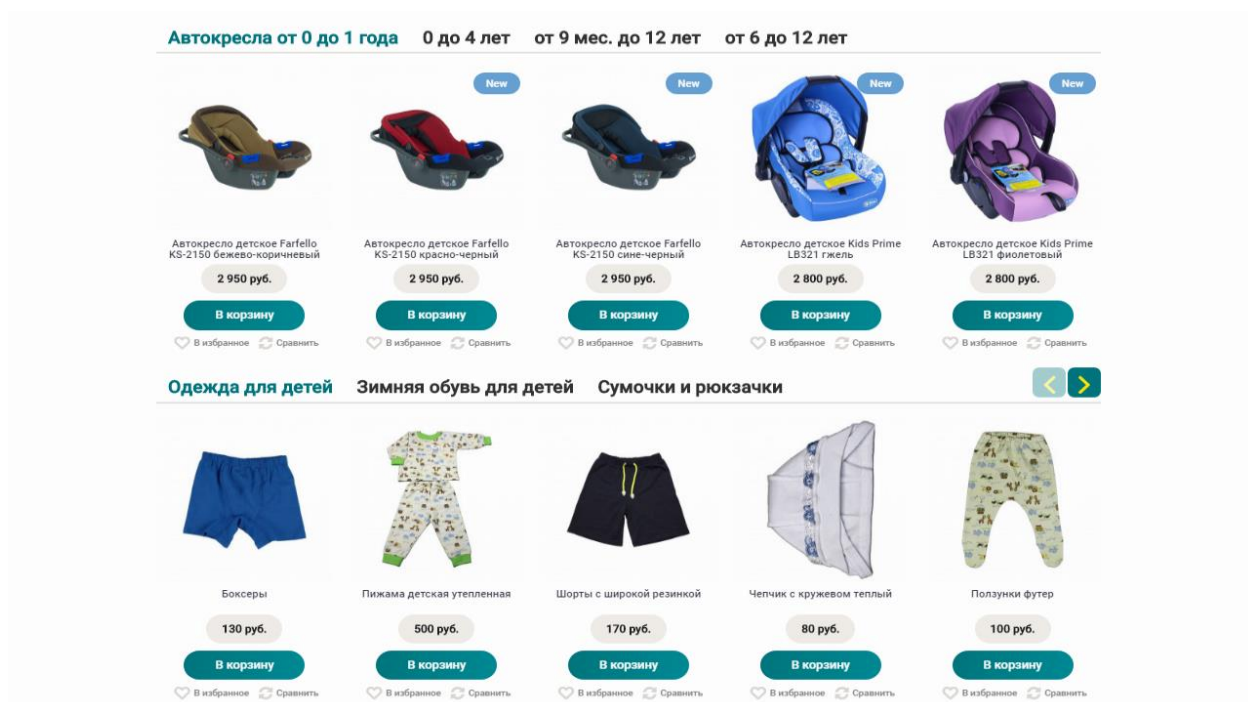 Автокресла от 0 до 1 года 0 до 4 лет от 9 мес. до 12 лет от 6 до 12 лет
New New New New
Автокресло детское Farfello KS-2150 бежево-коричневый
Автокресло детское Farfello KS-2150 красно-черный
Автокресло детское Farfello KS-2150 сине-черный
Автокресло детское Kids Prime LB321 гжель
Автокресло детское Kids Prime LB321 фиолетовый
2 950 руб. 2 950 руб. 2 950 руб. 2 800 руб. 2 800 руб.
В корзину В корзину В корзину В корзину В корзину
В избранное Сравнить В избранное Сравнить В избранное Сравнить В избранное Сравнить В избранное Сравнить
Одежда для детей Зимняя обувь для детей Сумочки и рюкзачки
Боксеры Пижама детская утепленная Шорты с широкой резинкой Чепчик с кружевом теплый Ползунки футер
130 руб. 500 руб. 170 руб. 80 руб. 100 руб.
В корзину В корзину В корзину В корзину В корзину
В избранное Сравнить В избранное Сравнить В избранное Сравнить В избранное Сравнить В избранное Сравнить